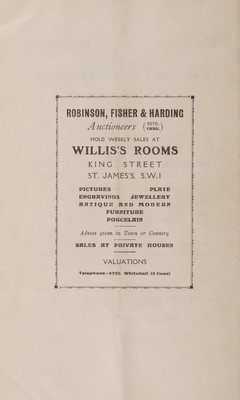 ROBINSON, FISHER & HARDING
Auctioneers (ESTD. 1830.)
HOLD WEEKLY SALES AT
WILLIS'S ROOMS
KING STREET
ST. JAMES'S, S.W.1
PICTURES PLATE
ENGRAVINGS JEWELLERY
ANTIQUE AND MODERN
FURNITURE
PORCELAIN
Advice given in Town or Country
SALES AT PRIVATE HOUSES
VALUATIONS
Telephone—4720 Whitehall (2 lines)